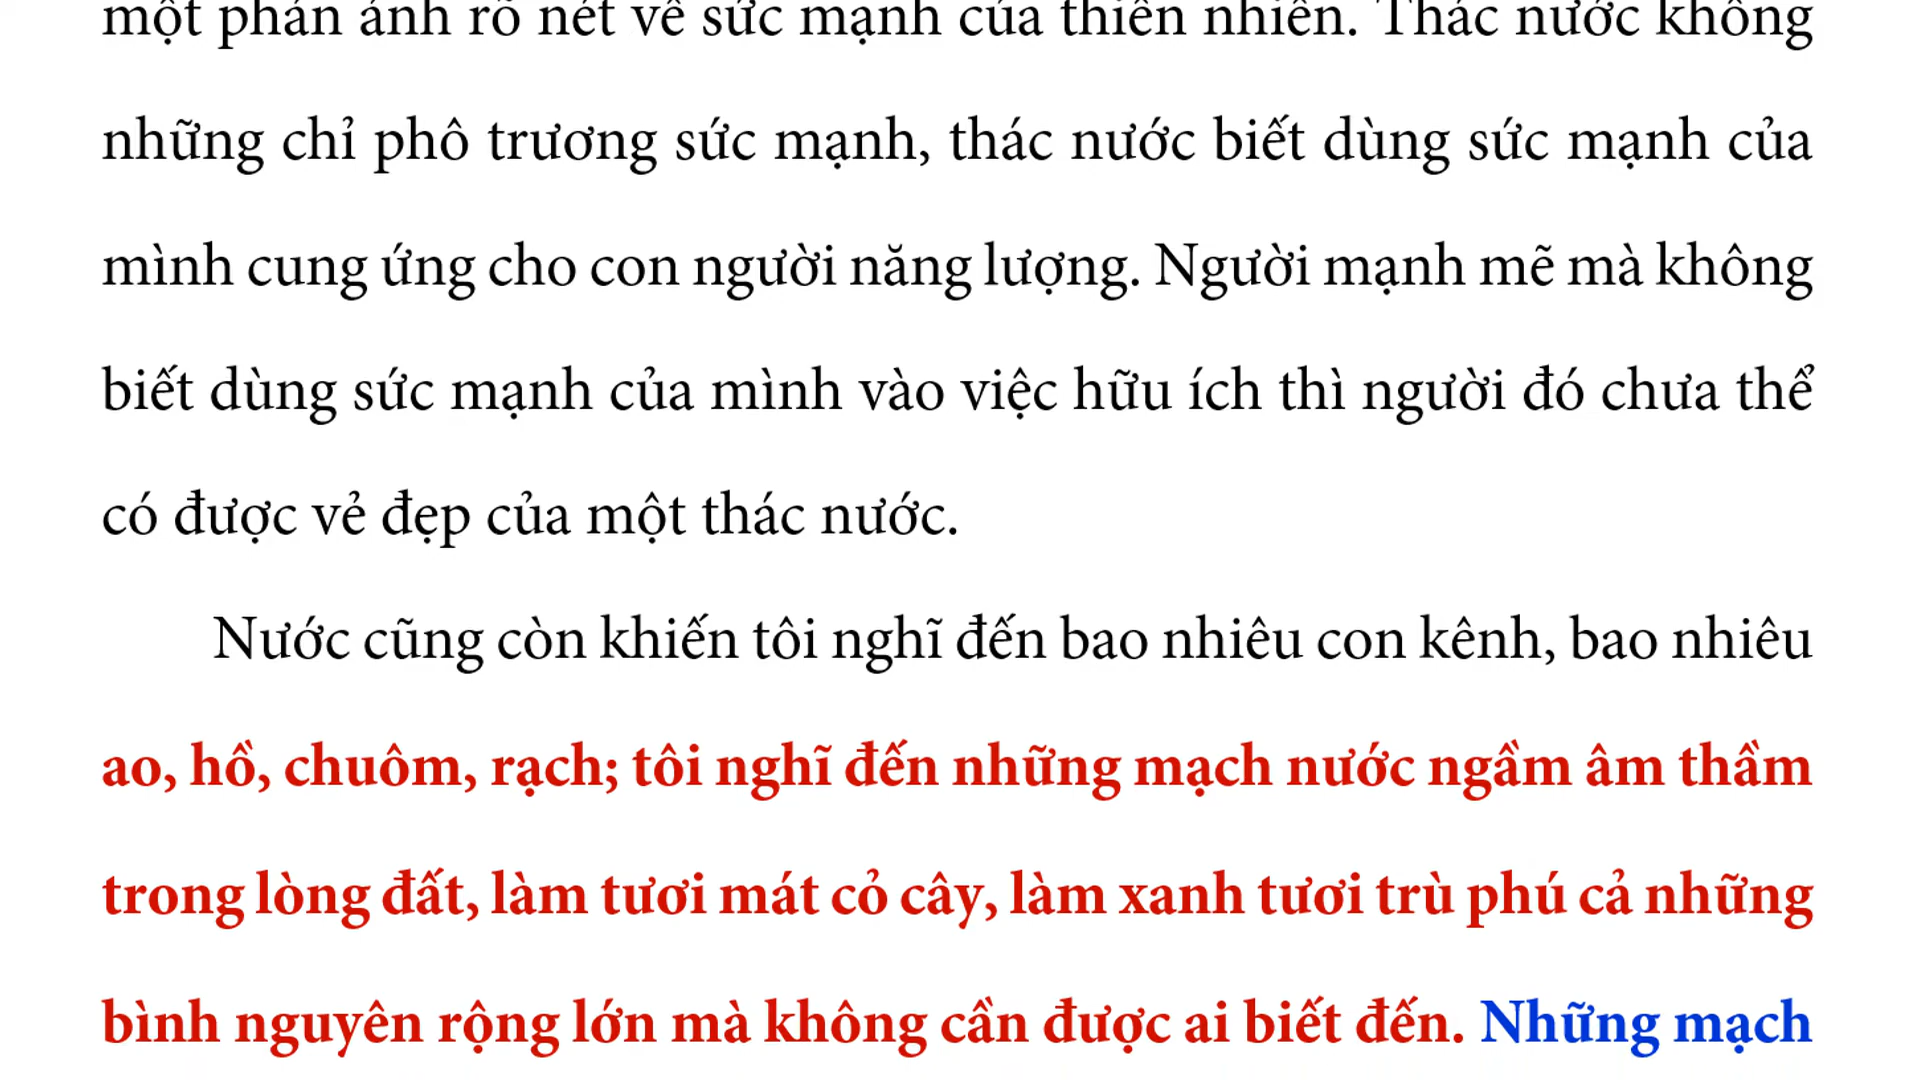 một phản ánh rõ nét về sức mạnh của thiên nhiên. Thác nước không
những chỉ phô trương sức mạnh, thác nước biết dùng sức mạnh của
mình cung ứng cho con người năng lượng. Người mạnh mẽ mà không
biết dùng sức mạnh của mình vào việc hữu ích thì người đó chưa thể
có được vẻ đẹp của một thác nước.
Nước cũng còn khiến tôi nghĩ đến bao nhiêu con kênh, bao nhiêu
ao, hồ, chuôm, rạch; tôi nghĩ đến những mạch nước ngầm âm thầm
trong lòng đất, làm tươi mát cỏ cây, làm xanh tươi trù phú cả những
bình nguyên rộng lớn mà không cần được ai biết đến. Những mạch